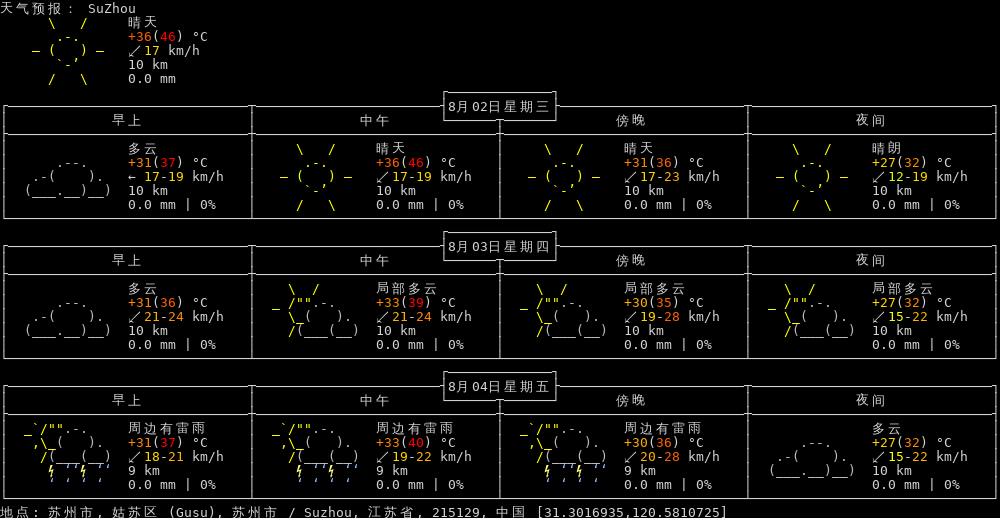 天气预报： SuZhou
晴天
+36(46) °C
↙ 17 km/h
10 km
0.0 mm
8月02日星期三
早上 中午 傍晚 夜间
多云 晴天 晴天 晴朗
+31(37) °C +36(46) °C +31(36) °C +27(32) °C
← 17-19 km/h ↙ 17-19 km/h ↙ 17-23 km/h ↙ 12-19 km/h
10 km 10 km 10 km 10 km
0.0 mm | 0% 0.0 mm | 0% 0.0 mm | 0% 0.0 mm | 0%
8月03日星期四
早上 中午 傍晚 夜间
多云 局部多云 局部多云 局部多云
+31(36) °C +33(39) °C +30(35) °C +27(32) °C
↙ 21-24 km/h ↙ 21-24 km/h ↙ 19-28 km/h ↙ 15-22 km/h
10 km 10 km 10 km 10 km
0.0 mm | 0% 0.0 mm | 0% 0.0 mm | 0% 0.0 mm | 0%
8月04日星期五
早上 中午 傍晚 夜间
周边有雷雨 周边有雷雨 周边有雷雨 多云
+31(37) °C +33(40) °C +30(36) °C +27(32) °C
↙ 18-21 km/h ↙ 19-22 km/h ↙ 20-28 km/h ↙ 15-22 km/h
9 km 9 km 9 km 10 km
0.0 mm | 0% 0.0 mm | 0% 0.0 mm | 0% 0.0 mm | 0%
地点: 苏州市, 姑苏区 (Gusu), 苏州市 / Suzhou, 江苏省, 215129, 中国 [31.3016935,120.5810725]